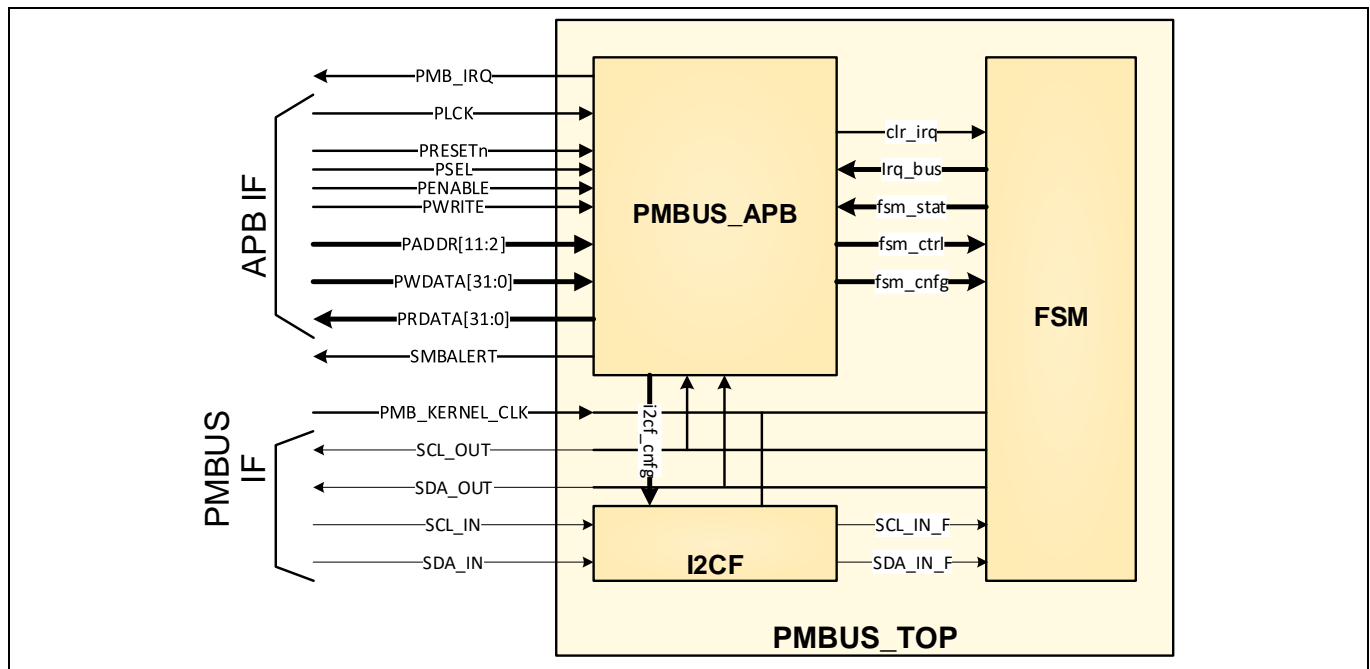 PMB_IRQ
PLCK
PRESETn
PSEL
PENABLE
PWRITE
PADDR[11:2]
PWDATA[31:0]
PRDATA[31:0]
SMBALERT
APB IF
PMBUS
IF
PMB_KERNEL_CLK
SCL_OUT
SDA_OUT
SCL_IN
SDA_IN
PMBUS_APB
clr_irq
Irq_bus
fsm_stat
fsm_ctrl
fsm_cnfg
FSM
i2cf_cnfg
I2CF
SCL_IN_F
SDA_IN_F
PMBUS_TOP